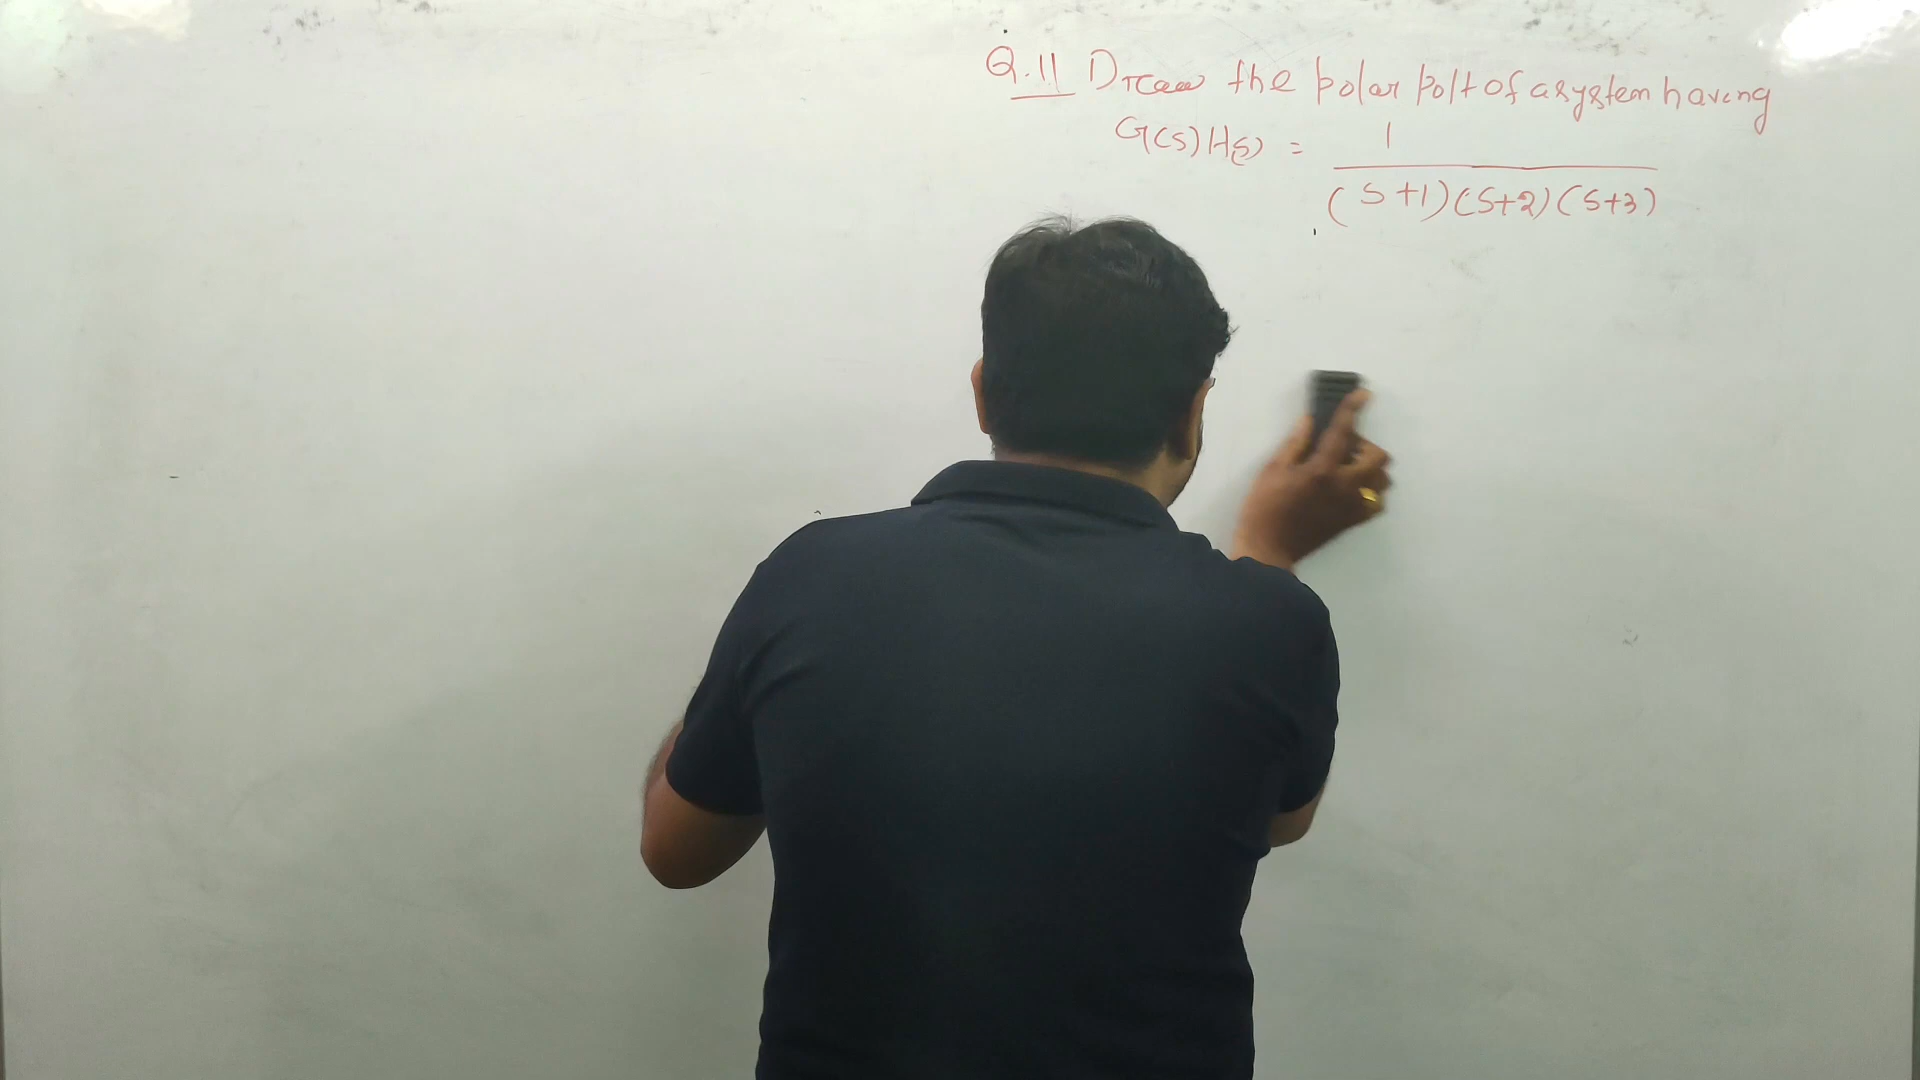 Q.11 Draw the polar polt of a system having
G(s)H(s) = 1
(S+1)(S+2)(S+3)